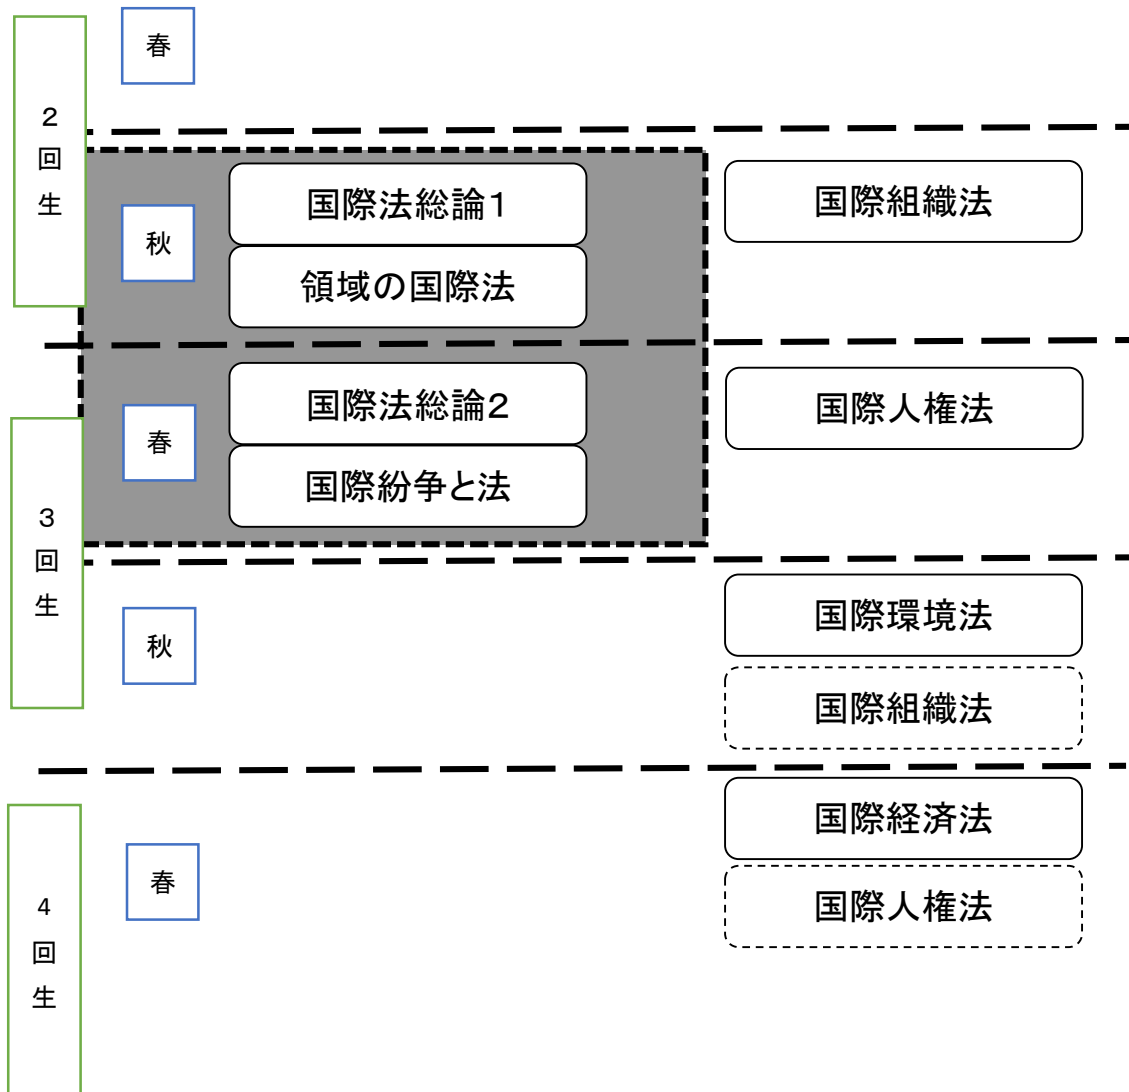 2回生
春
秋
国際法総論1
領域の国際法
国際組織法
3回生
春
国際法総論2
国際紛争と法
国際人権法
秋
国際環境法
国際組織法
4回生
春
国際経済法
国際人権法